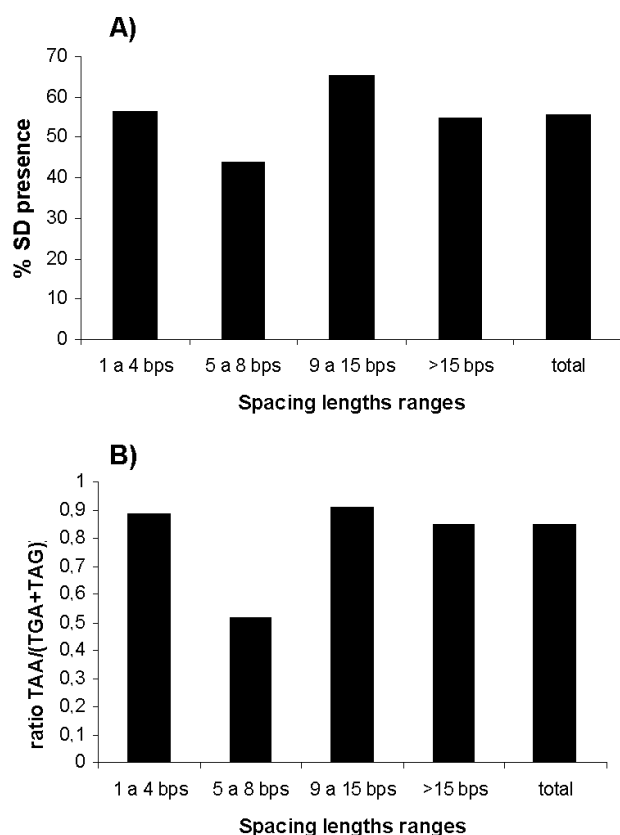 A)
70
60
50
40
30
20
10
0
% SD presence
1 a 4 bps 5 a 8 bps 9 a 15 bps >15 bps total
Spacing lengths ranges
B)
1
0,9
0,8
0,7
0,6
0,5
0,4
0,3
0,2
0,1
0
ratio TAA/(TGA+TAG)
1 a 4 bps 5 a 8 bps 9 a 15 bps >15 bps total
Spacing lengths ranges